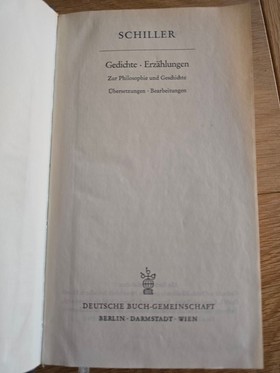 SCHILLER
Gedichte · Erzählungen
Zur Philosophie und Geschichte
Übersetzungen · Bearbeitungen
DEUTSCHE BUCH-GEMEINSCHAFT
BERLIN · DARMSTADT · WIEN